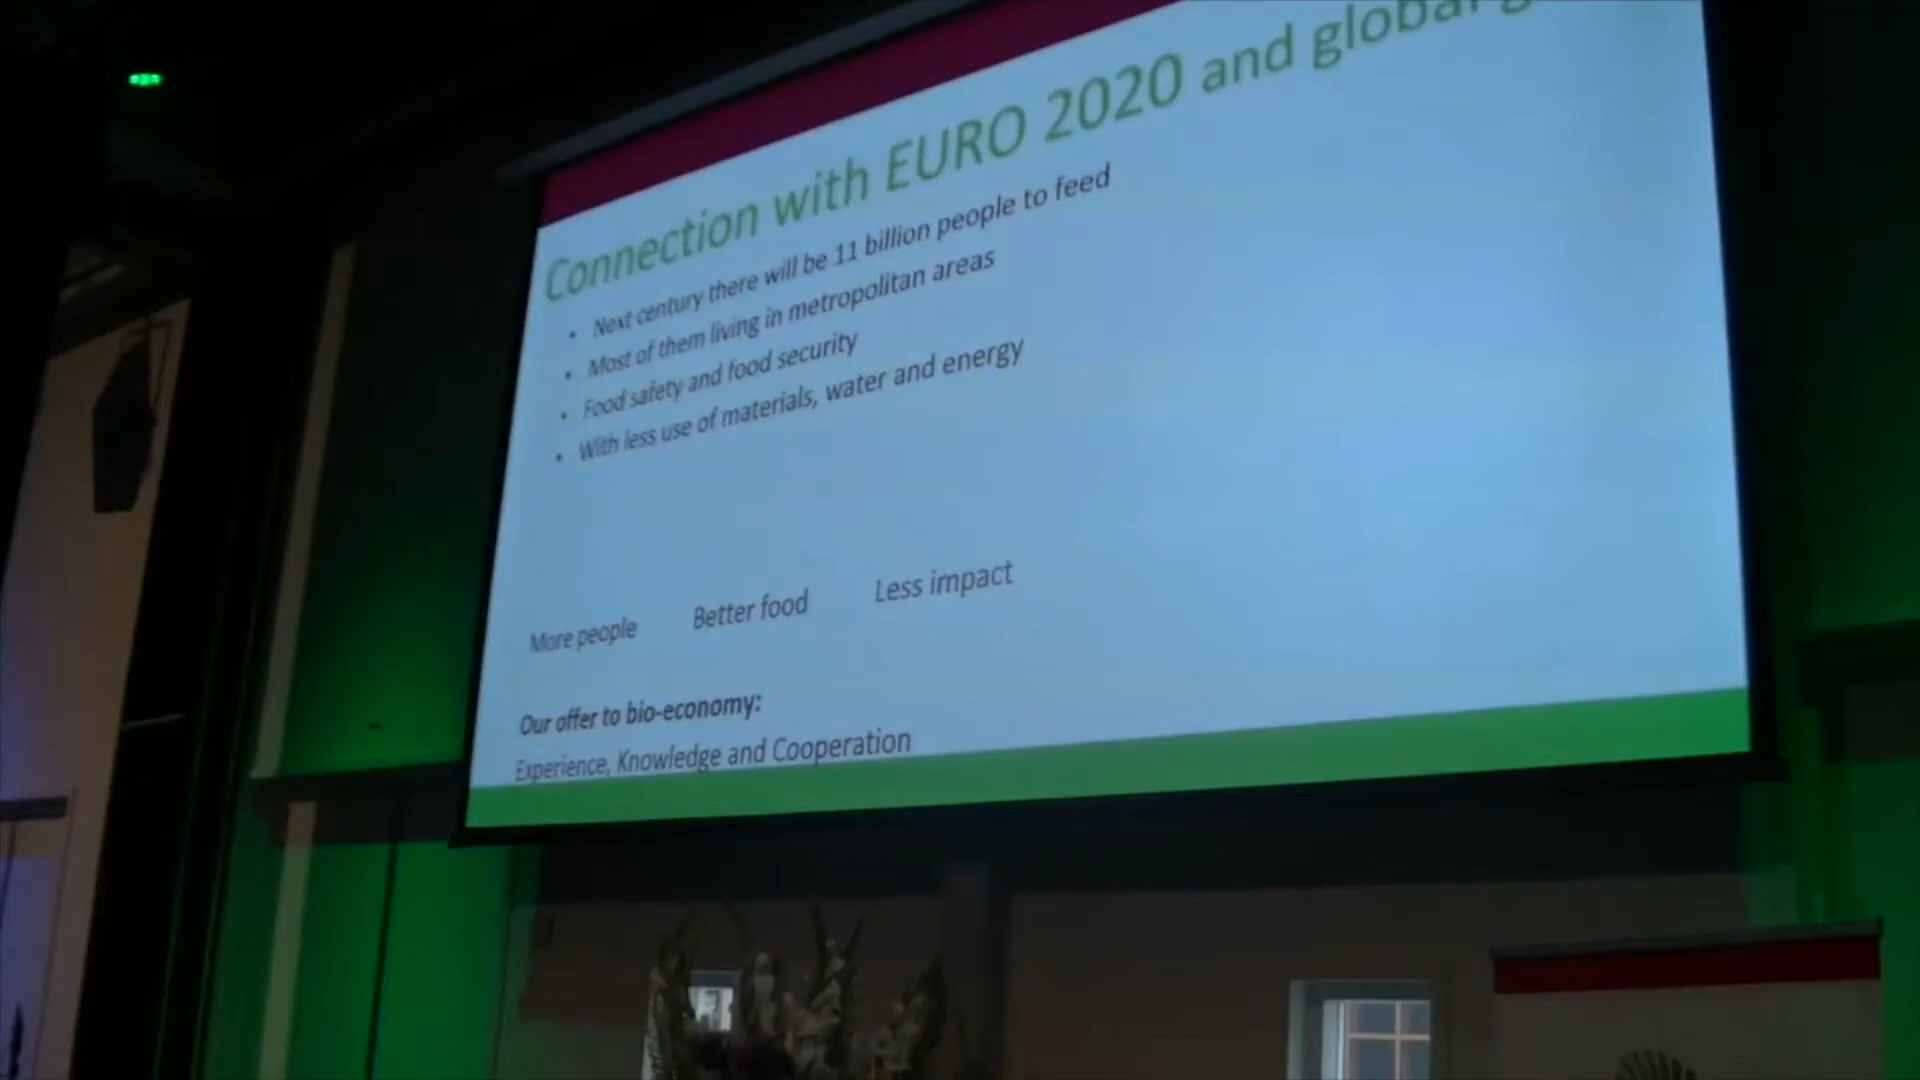 Connection with EURO 2020 and global
• Next century there will be 11 billion people to feed
• Most of them living in metropolitan areas
• Food safety and food security
• With less use of materials, water and energy
More people Better food Less impact
Our offer to bio-economy:
Experience, Knowledge and Cooperation